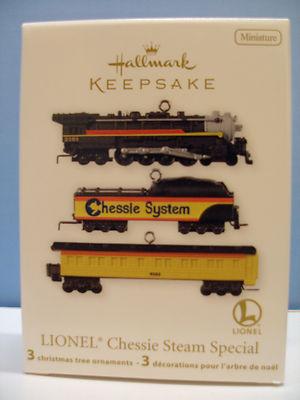 Miniature
Hallmark
KEEPSAKE
2101
Chessie System
LIONEL
LIONEL® Chessie Steam Special
3 christmas tree ornaments - 3 décorations pour l'arbre de noël